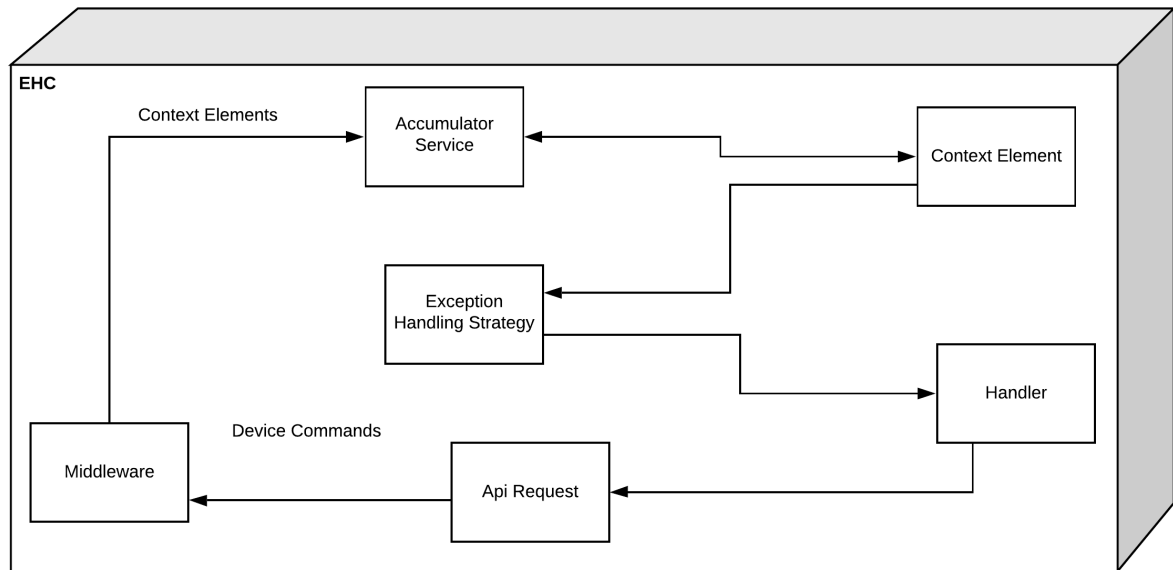 EHC
Context Elements
Accumulator
Service
Context Element
Exception
Handling Strategy
Handler
Device Commands
Middleware
Api Request